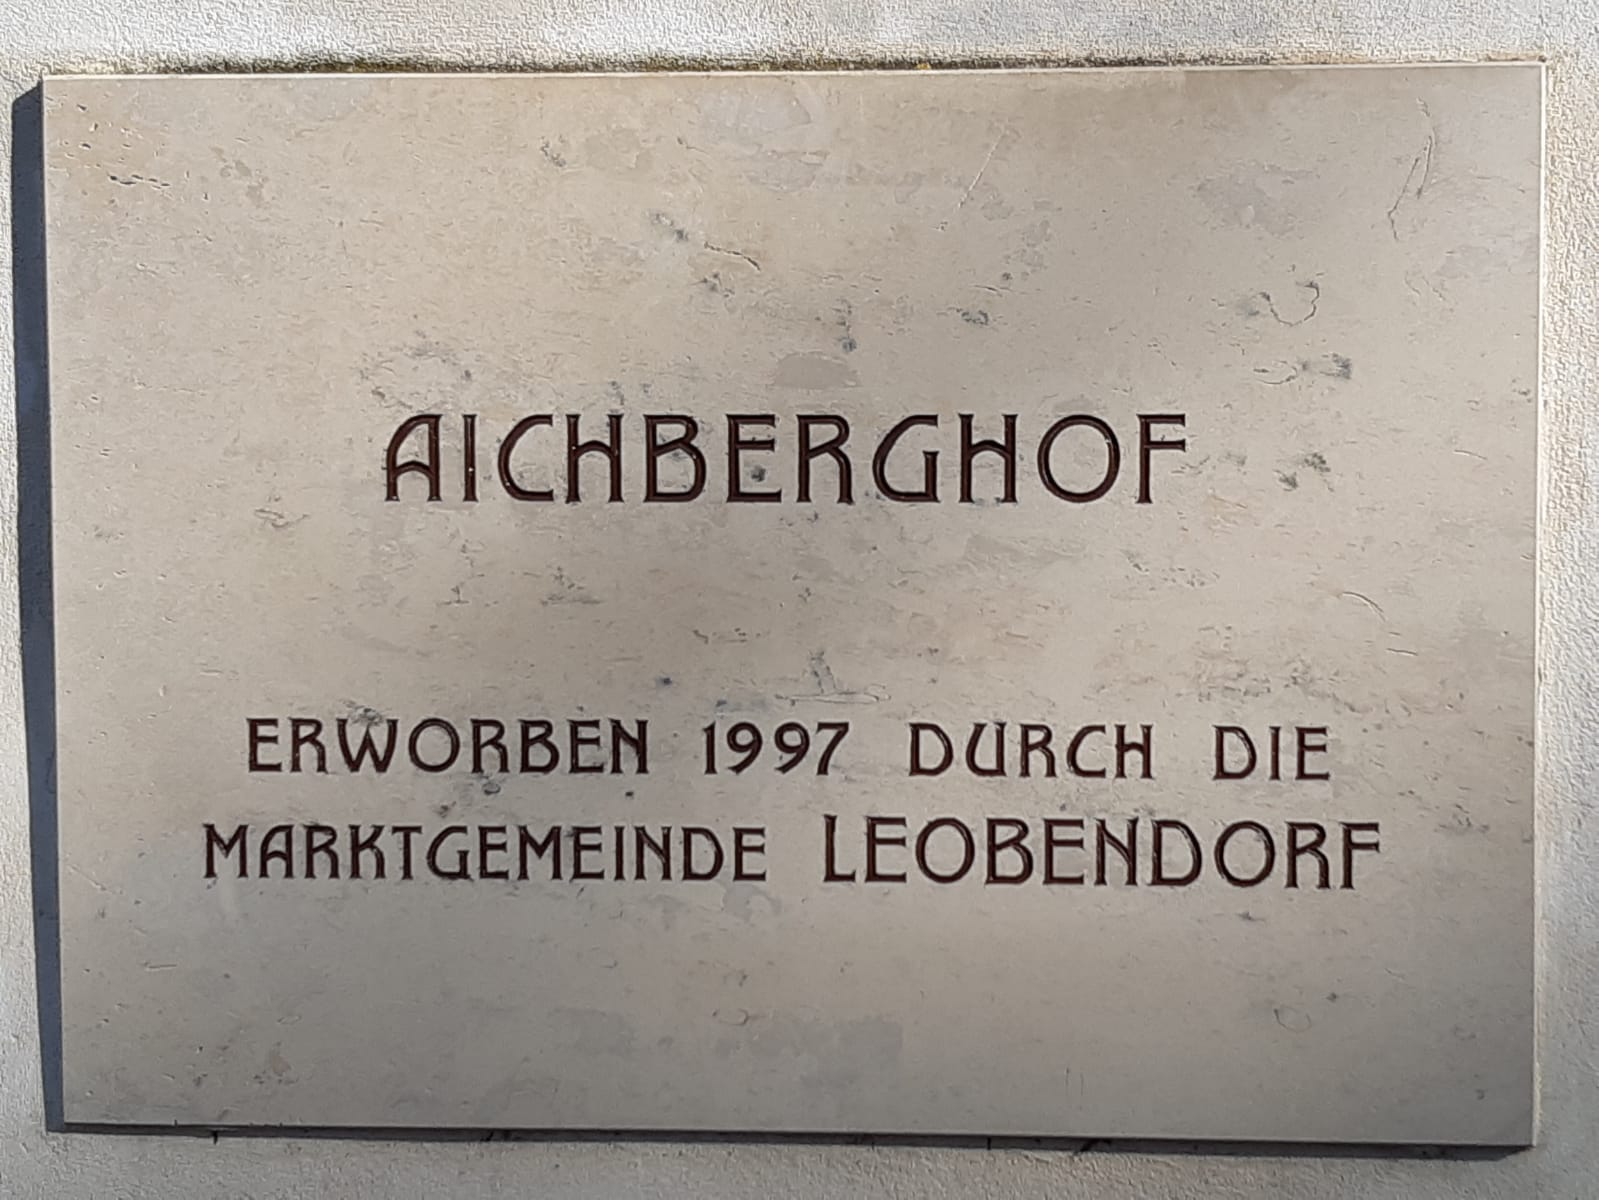 AICHBERGHOF
ERWORBEN 1997 DURCH DIE
MARKTGEMEINDE LEOBENDORF